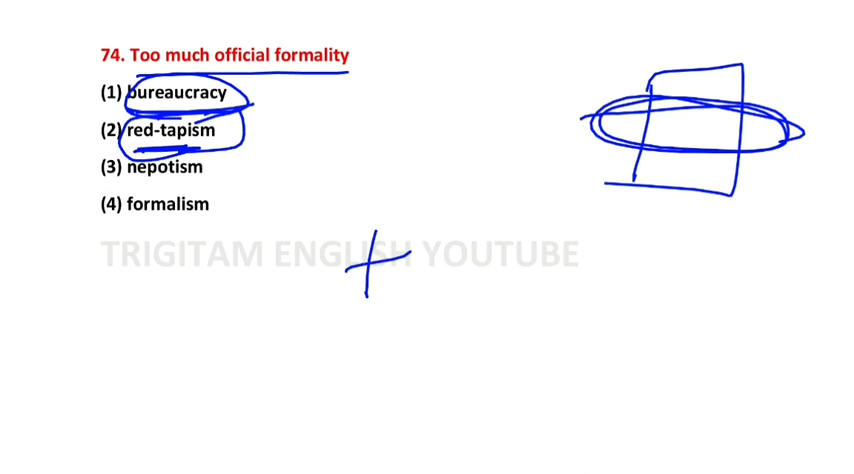 74. Too much official formality
(1) bureaucracy
(2) red-tapism
(3) nepotism
(4) formalism
TRIGITAM ENGLISH YOUTUBE